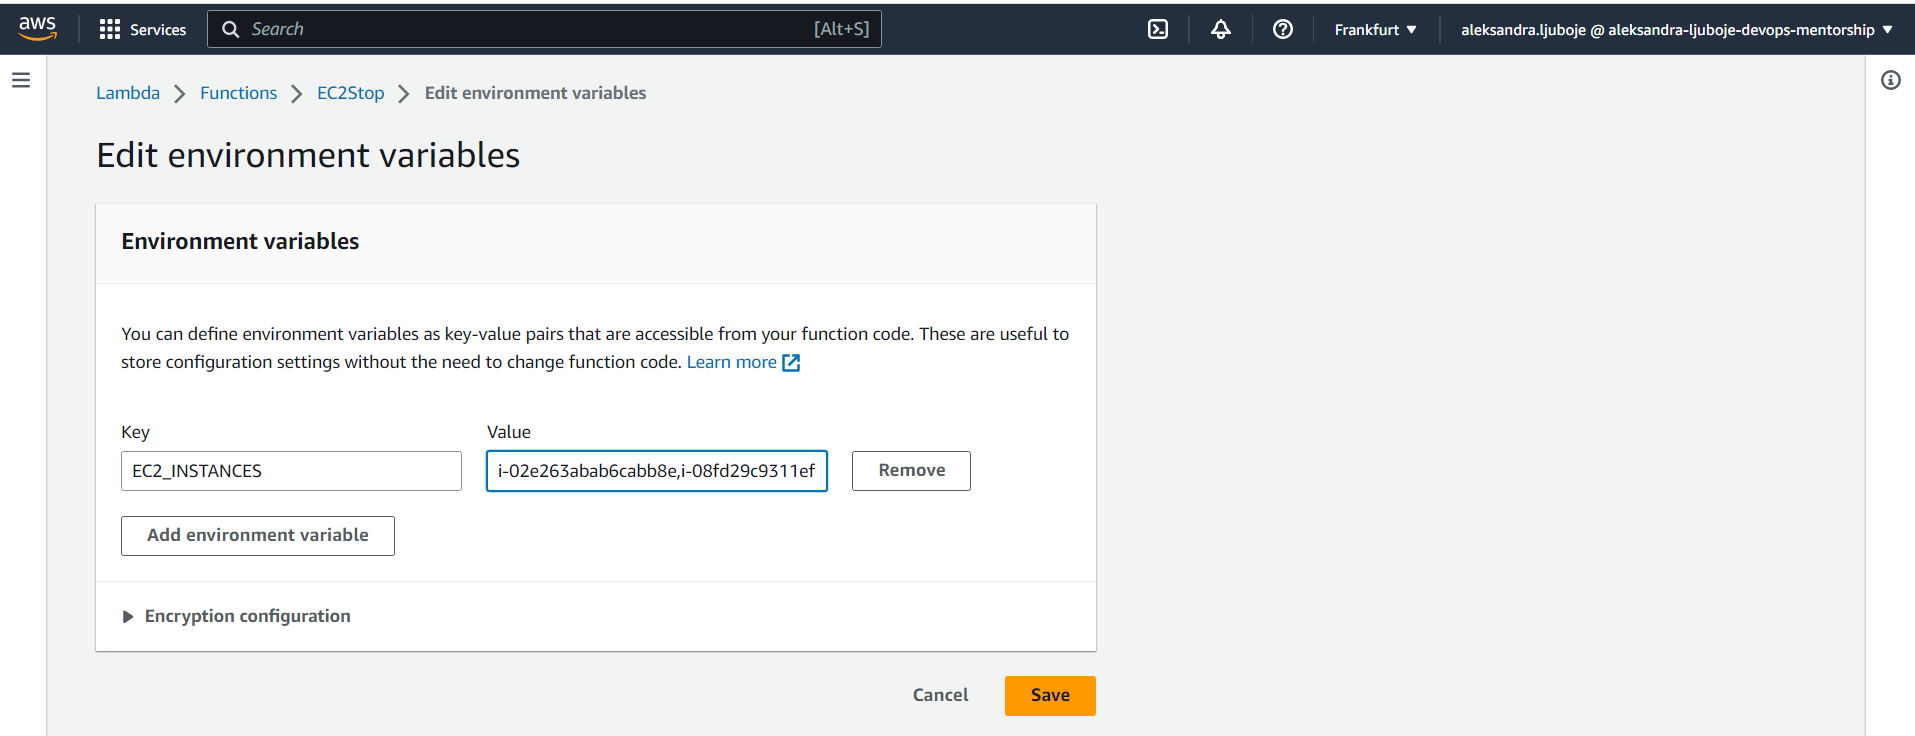 aws Services Search [Alt+S] Frankfurt aleksandra.ljuboje @ aleksandra-ljuboje-devops-mentorship
Lambda Functions EC2Stop Edit environment variables
Edit environment variables
Environment variables
You can define environment variables as key-value pairs that are accessible from your function code. These are useful to
store configuration settings without the need to change function code. Learn more
Key Value
EC2_INSTANCES i-02e263abab6cabb8e,i-08fd29c9311ef Remove
Add environment variable
Encryption configuration
Cancel Save